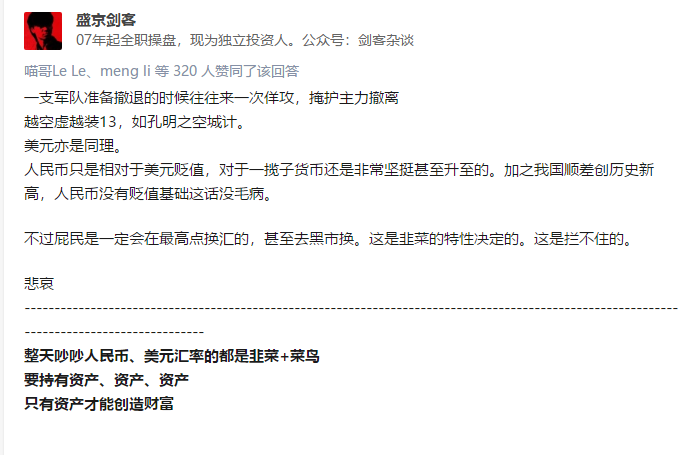 盛京剑客
07年起全职操盘，现为独立投资人。公众号：剑客杂谈
喵哥Le Le、meng li 等 320 人赞同了该回答
一支军队准备撤退的时候往往来一次佯攻，掩护主力撤离
越空虚越装13，如孔明之空城计。
美元亦是同理。
人民币只是相对于美元贬值，对于一揽子货币还是非常坚挺甚至升至的。加之我国顺差创历史新
高，人民币没有贬值基础这话没毛病。
不过屁民是一定会在最高点换汇的，甚至去黑市换。这是韭菜的特性决定的。这是拦不住的。
悲哀
--------------------------------------------------------------------------------------------------------------
------------------------------
整天吵吵人民币、美元汇率的都是韭菜+菜鸟
要持有资产、资产、资产
只有资产才能创造财富